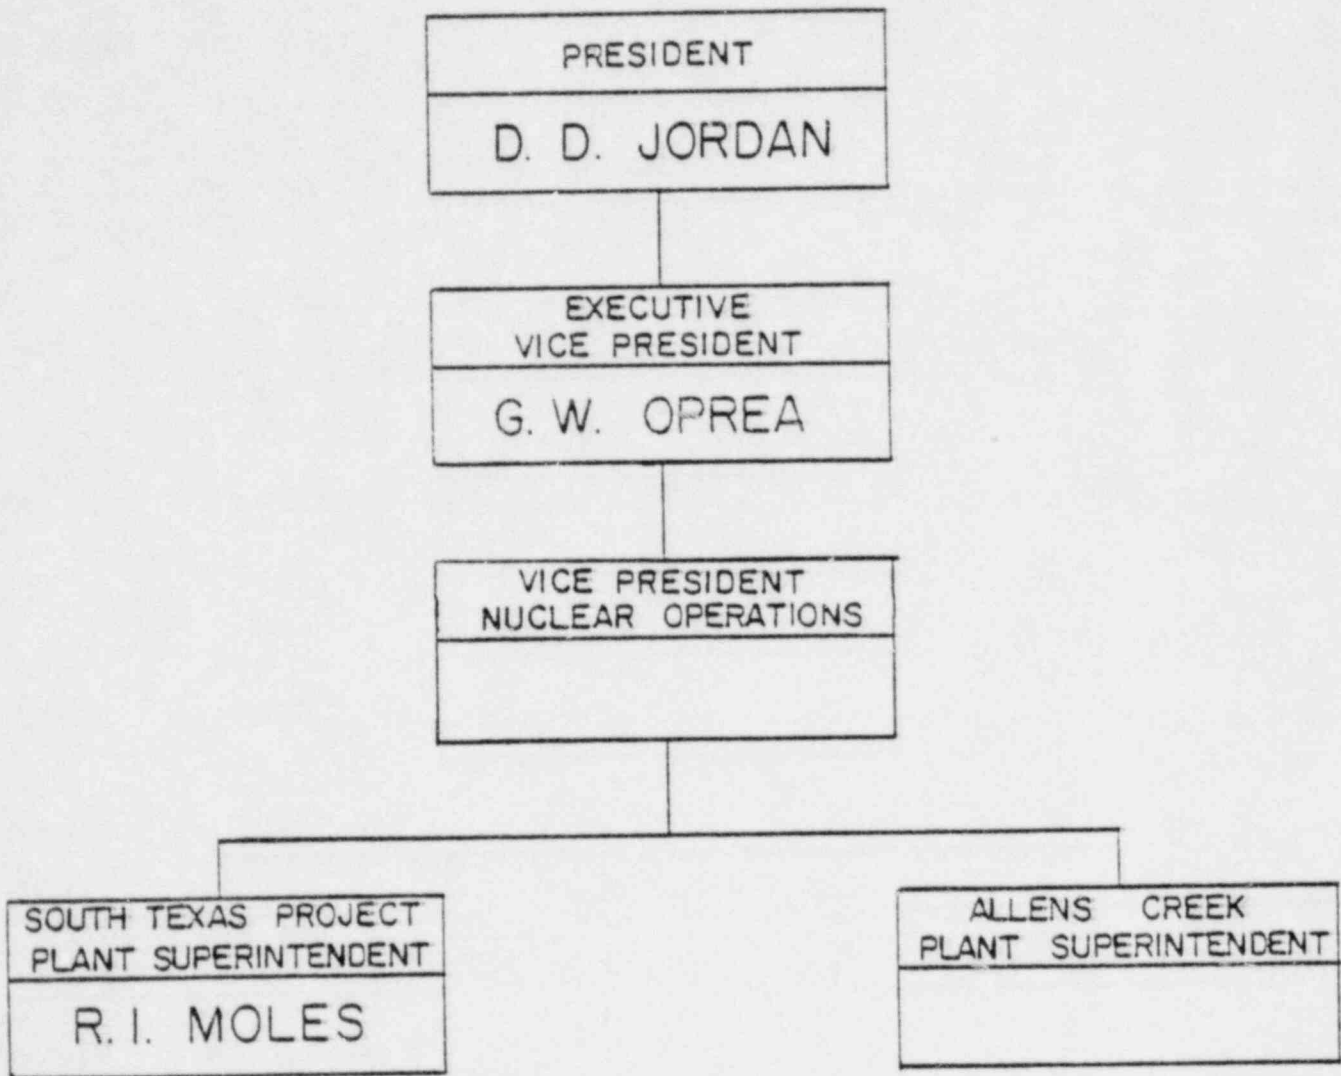 PRESIDENT
D. D. JORDAN
EXECUTIVE
VICE PRESIDENT
G. W. OPREA
VICE PRESIDENT
NUCLEAR OPERATIONS
SOUTH TEXAS PROJECT
PLANT SUPERINTENDENT
R. I. MOLES
ALLENS CREEK
PLANT SUPERINTENDENT